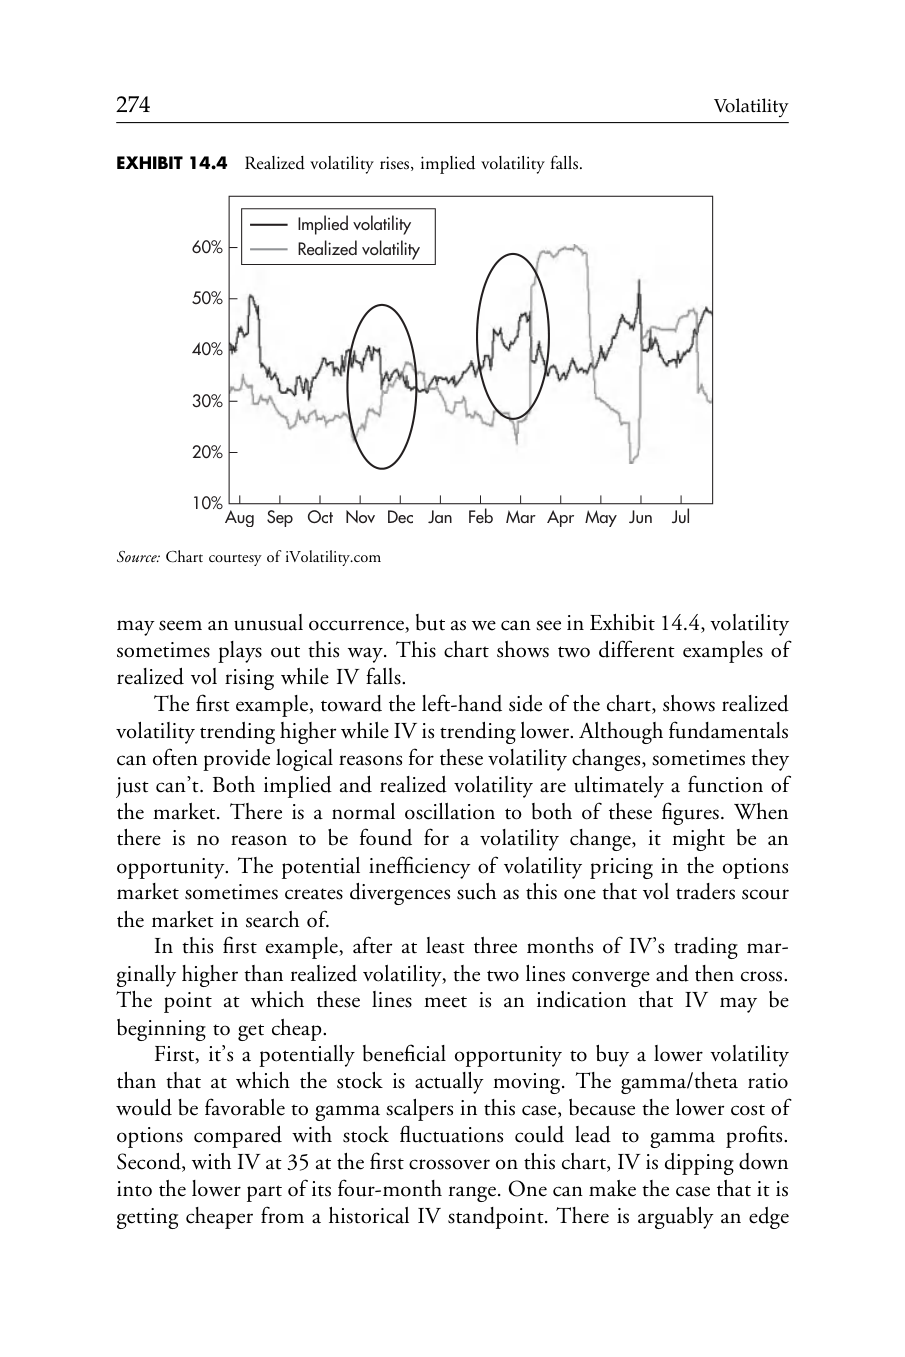 274 Volatility
EXHIBIT 14.4 Realized volatility rises, implied volatility falls.
Implied volatility
Realized volatility
60%
50%
40%
30%
20%
10%
Aug Sep Oct Nov Dec Jan Feb Mar Apr May Jun Jul
Source: Chart courtesy of iVolatility.com
may seem an unusual occurrence, but as we can see in Exhibit 14.4, volatility
sometimes plays out this way. This chart shows two different examples of
realized vol rising while IV falls.
The first example, toward the left-hand side of the chart, shows realized
volatility trending higher while IV is trending lower. Although fundamentals
can often provide logical reasons for these volatility changes, sometimes they
just can’t. Both implied and realized volatility are ultimately a function of
the market. There is a normal oscillation to both of these figures. When
there is no reason to be found for a volatility change, it might be an
opportunity. The potential inefficiency of volatility pricing in the options
market sometimes creates divergences such as this one that vol traders scour
the market in search of.
In this first example, after at least three months of IV’s trading mar-
ginally higher than realized volatility, the two lines converge and then cross.
The point at which these lines meet is an indication that IV may be
beginning to get cheap.
First, it’s a potentially beneficial opportunity to buy a lower volatility
than that at which the stock is actually moving. The gamma/theta ratio
would be favorable to gamma scalpers in this case, because the lower cost of
options compared with stock fluctuations could lead to gamma profits.
Second, with IV at 35 at the first crossover on this chart, IV is dipping down
into the lower part of its four-month range. One can make the case that it is
getting cheaper from a historical IV standpoint. There is arguably an edge